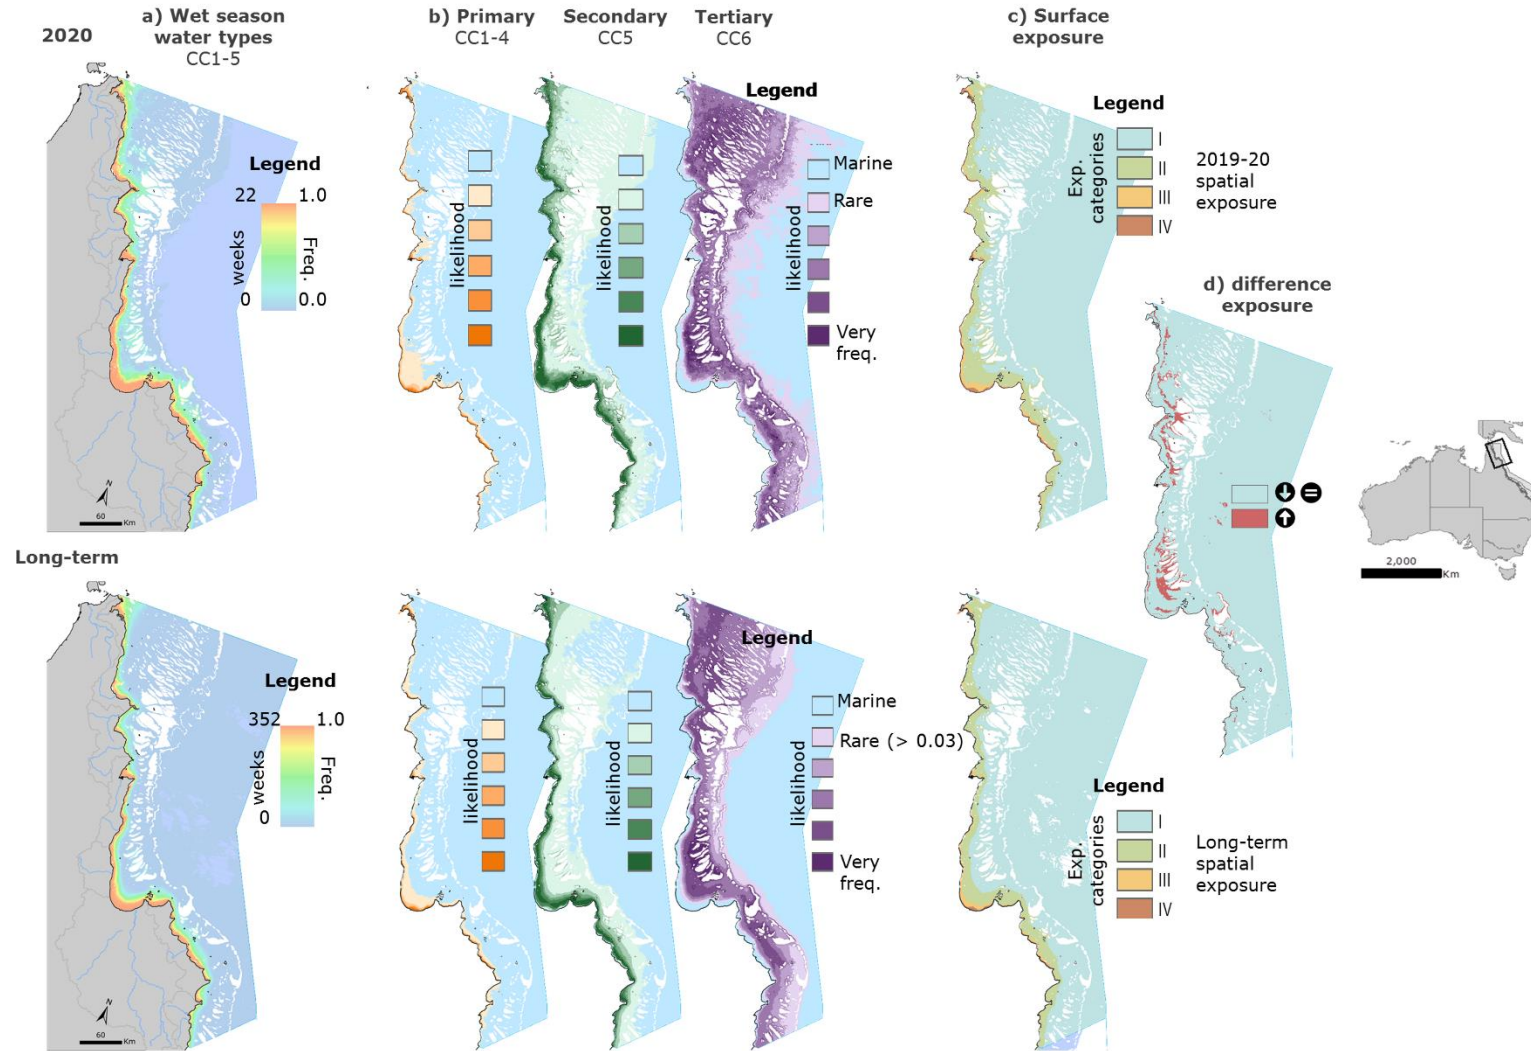 2020
a) Wet season
water types
CC1-5
b) Primary
CC1-4
Secondary
CC5
Tertiary
CC6
c) Surface
exposure
Legend
22
1.0
weeks
Freq.
0
0.0
N
60
Km
likelihood
likelihood
Legend
Marine
Rare
likelihood
Very
freq.
Legend
Exp.
categories
I
II
III
IV
2019-20
spatial
exposure
d) difference
exposure
2,000
Km
Long-term
Legend
352
1.0
weeks
Freq.
0
0.0
N
60
Km
likelihood
likelihood
Legend
Marine
Rare (> 0.03)
likelihood
Very
freq.
Legend
Exp.
categories
I
II
III
IV
Long-term
spatial
exposure